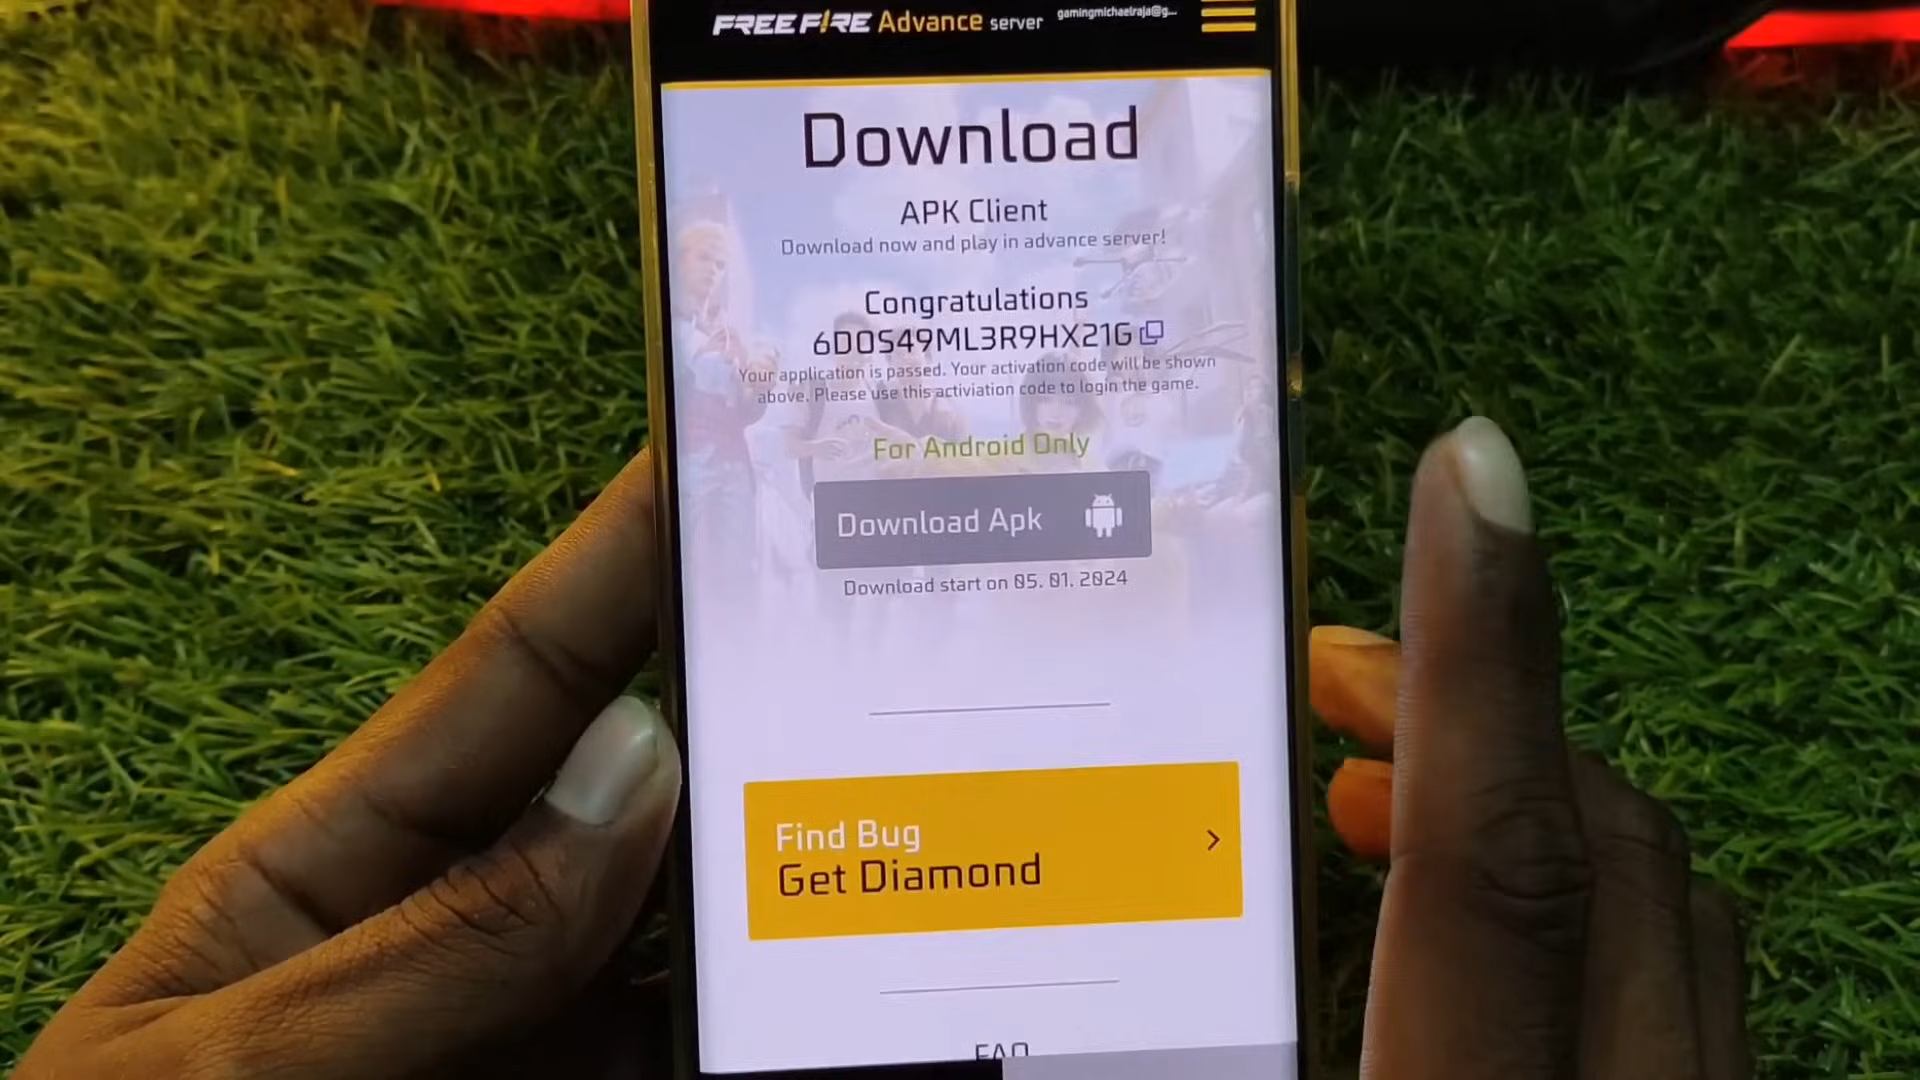 FREE FIRE Advance server
gamingmichaelraja@g...
Download
APK Client
Download now and play in advance server!
Congratulations
6DOS49ML3R9HX21G
Your application is passed. Your activation code will be shown
above. Please use this activiation code to login the game.
For Android Only
Download Apk
Download start on 05. 01. 2024
Find Bug
Get Diamond
FAQ